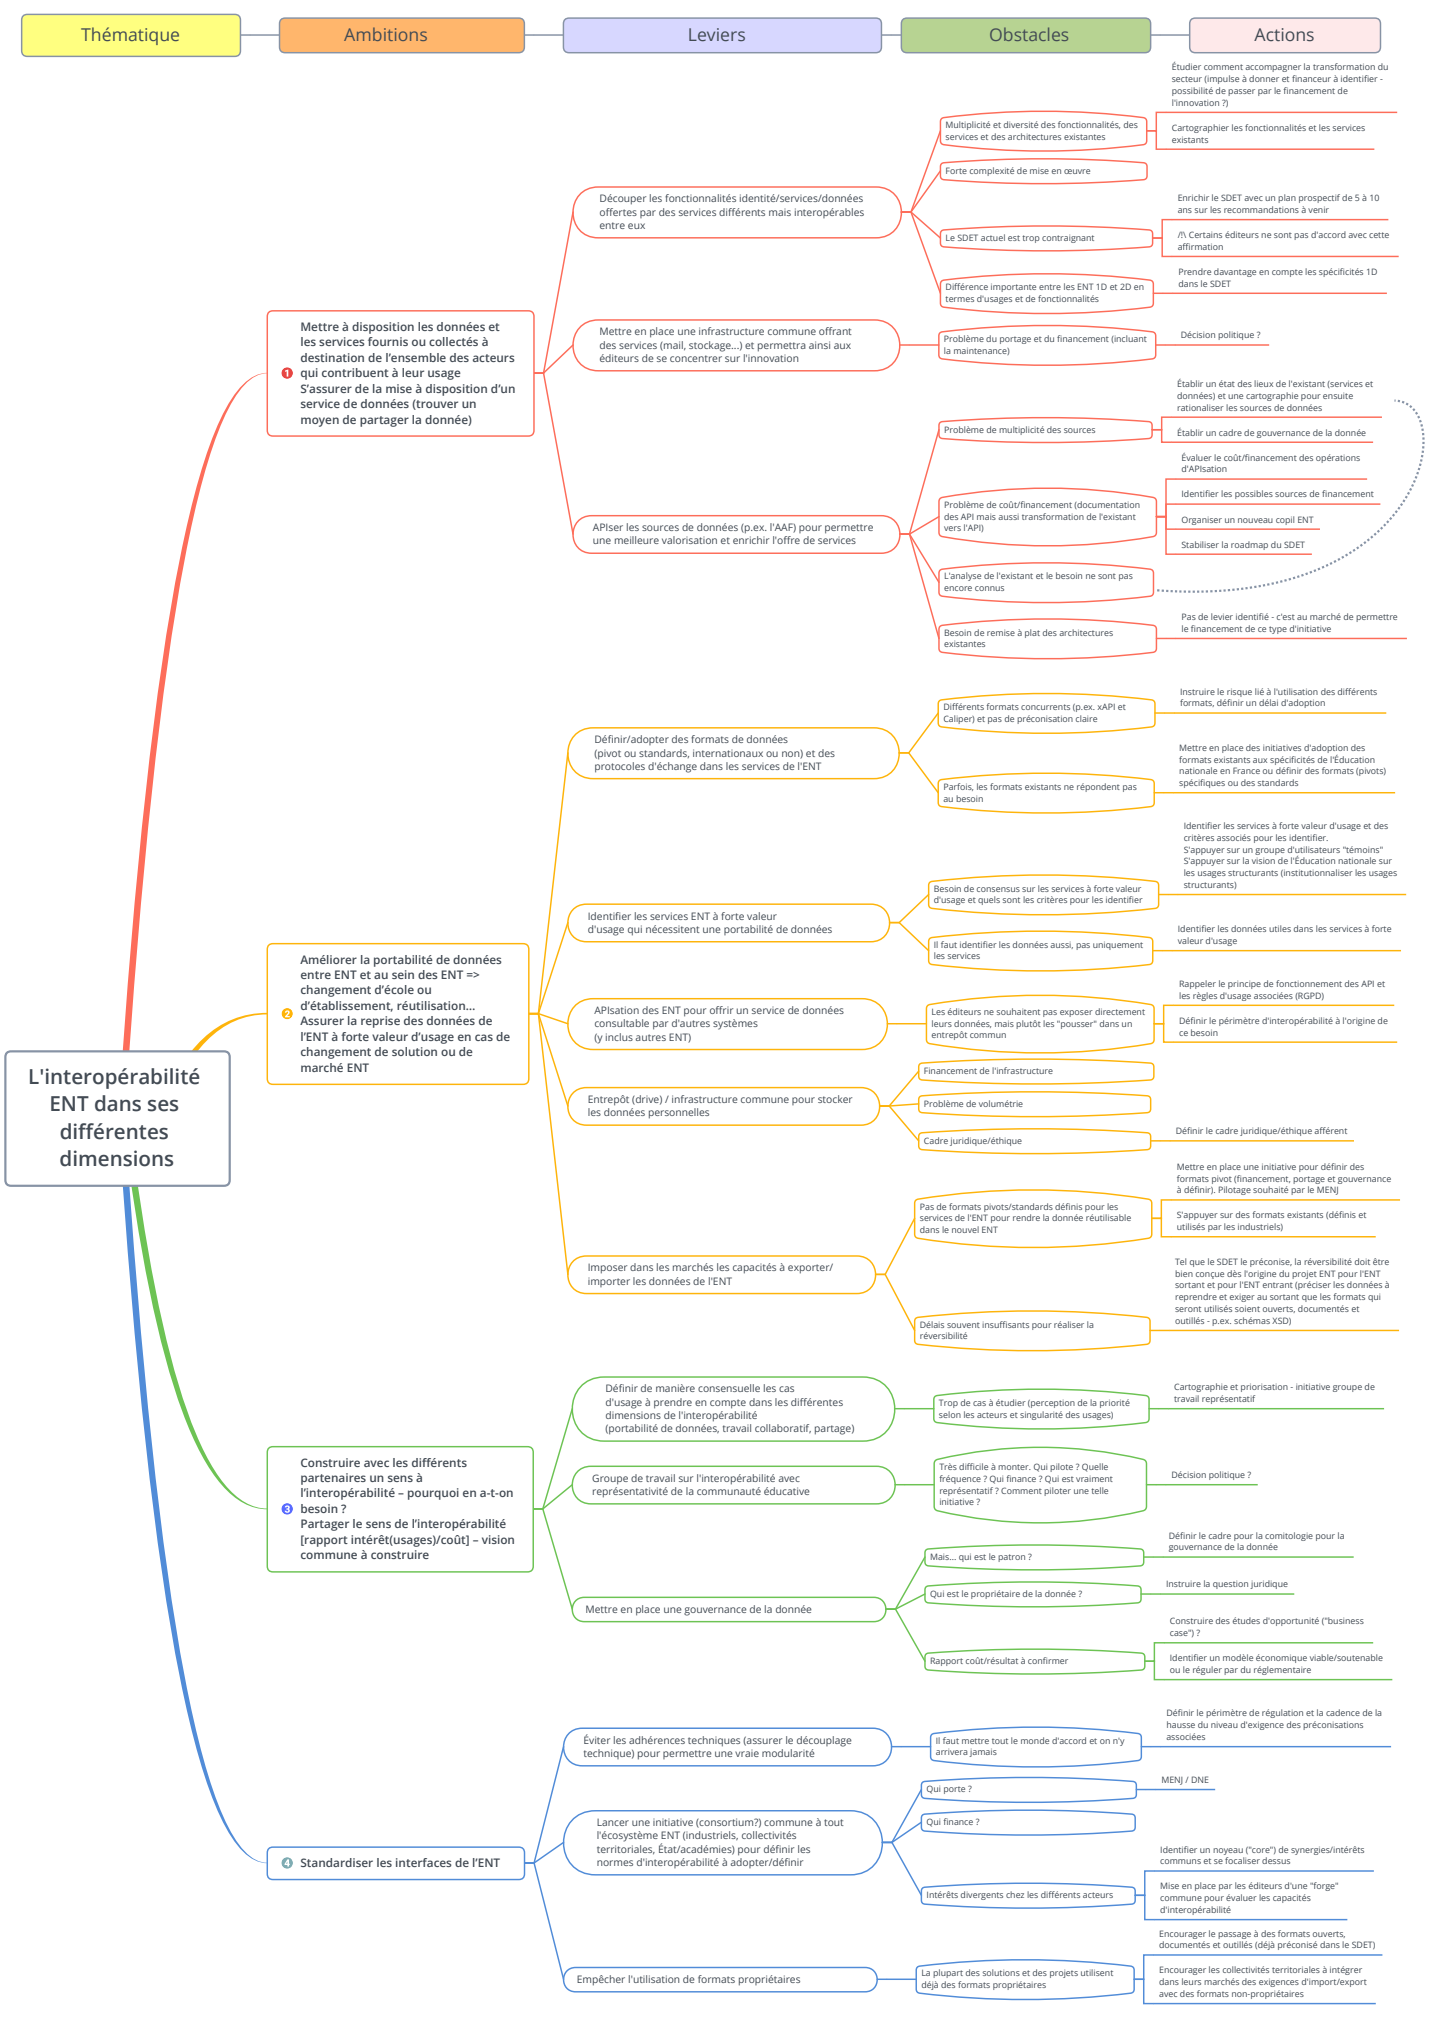 Thématique
Ambitions
Leviers
Obstacles
Actions
L'interopérabilité
ENT dans ses
différentes
dimensions
❶
Mettre à disposition les données et
les services fournis ou collectés à
destination de l’ensemble des acteurs
qui contribuent à leur usage
S’assurer de la mise à disposition d’un
service de données (trouver un
moyen de partager la donnée)
Découper les fonctionnalités identité/services/données
offertes par des services différents mais interopérables
entre eux
Multiplicité et diversité des fonctionnalités, des
services et des architectures existantes
Étudier comment accompagner la transformation du
secteur (impulse à donner et financeur à identifier -
possibilité de passer par le financement de
l'innovation ?)
Cartographier les fonctionnalités et les services
existants
Forte complexité de mise en œuvre
Le SDET actuel est trop contraignant
Enrichir le SDET avec un plan prospectif de 5 à 10
ans sur les recommandations à venir
/!\ Certains éditeurs ne sont pas d'accord avec cette
affirmation
Différence importante entre les ENT 1D et 2D en
termes d'usages et de fonctionnalités
Prendre davantage en compte les spécificités 1D
dans le SDET
Mettre en place une infrastructure commune offrant
des services (mail, stockage…) et permettra ainsi aux
éditeurs de se concentrer sur l'innovation
Problème du portage et du financement (incluant
la maintenance)
Décision politique ?
APIser les sources de données (p.ex. l'AAF) pour permettre
une meilleure valorisation et enrichir l'offre de services
Problème de multiplicité des sources
Établir un état des lieux de l'existant (services et
données) et une cartographie pour ensuite
rationaliser les sources de données
Établir un cadre de gouvernance de la donnée
Problème de coût/financement (documentation
des API mais aussi transformation de l'existant
vers l'API)
Évaluer le coût/financement des opérations
d'APIsation
Identifier les possibles sources de financement
Organiser un nouveau copil ENT
Stabiliser la roadmap du SDET
L'analyse de l'existant et le besoin ne sont pas
encore connus
Besoin de remise à plat des architectures
existantes
Pas de levier identifié - c'est au marché de permettre
le financement de ce type d'initiative
❷
Améliorer la portabilité de données
entre ENT et au sein des ENT =>
changement d’école ou
d’établissement, réutilisation…
Assurer la reprise des données de
l’ENT à forte valeur d’usage en cas de
changement de solution ou de
marché ENT
Définir/adopter des formats de données
(pivot ou standards, internationaux ou non) et des
protocoles d'échange dans les services de l'ENT
Différents formats concurrents (p.ex. xAPI et
Caliper) et pas de préconisation claire
Instruire le risque lié à l'utilisation des différents
formats, définir un délai d'adoption
Parfois, les formats existants ne répondent pas
au besoin
Mettre en place des initiatives d'adoption des
formats existants aux spécificités de l'Éducation
nationale en France ou définir des formats (pivots)
spécifiques ou des standards
Identifier les services ENT à forte valeur
d'usage qui nécessitent une portabilité de données
Besoin de consensus sur les services à forte valeur
d'usage et quels sont les critères pour les identifier
Identifier les services à forte valeur d'usage et des
critères associés pour les identifier.
S'appuyer sur un groupe d'utilisateurs "témoins"
S'appuyer sur la vision de l'Éducation nationale sur
les usages structurants (institutionnaliser les usages
structurants)
Il faut identifier les données aussi, pas uniquement
les services
Identifier les données utiles dans les services à forte
valeur d'usage
APIsation des ENT pour offrir un service de données
consultable par d'autres systèmes
(y inclus autres ENT)
Les éditeurs ne souhaitent pas exposer directement
leurs données, mais plutôt les "pousser" dans un
entrepôt commun
Rappeler le principe de fonctionnement des API et
les règles d'usage associées (RGPD)
Définir le périmètre d'interopérabilité à l'origine de
ce besoin
Entrepôt (drive) / infrastructure commune pour stocker
les données personnelles
Financement de l'infrastructure
Problème de volumétrie
Cadre juridique/éthique
Définir le cadre juridique/éthique afférent
Imposer dans les marchés les capacités à exporter/
importer les données de l'ENT
Pas de formats pivots/standards définis pour les
services de l'ENT pour rendre la donnée réutilisable
dans le nouvel ENT
Mettre en place une initiative pour définir des
formats pivot (financement, portage et gouvernance
à définir). Pilotage souhaité par le MENJ
S'appuyer sur des formats existants (définis et
utilisés par les industriels)
Délais souvent insuffisants pour réaliser la
réversibilité
Tel que le SDET le préconise, la réversibilité doit être
bien conçue dès l'origine du projet ENT pour l'ENT
sortant et pour l'ENT entrant (préciser les données à
reprendre et exiger au sortant que les formats qui
seront utilisés soient ouverts, documentés et
outillés - p.ex. schémas XSD)
❸
Construire avec les différents
partenaires un sens à
l’interopérabilité – pourquoi en a-t-on
besoin ?
Partager le sens de l’interopérabilité
[rapport intérêt(usages)/coût] – vision
commune à construire
Définir de manière consensuelle les cas
d'usage à prendre en compte dans les différentes
dimensions de l'interopérabilité
(portabilité de données, travail collaboratif, partage)
Trop de cas à étudier (perception de la priorité
selon les acteurs et singularité des usages)
Cartographie et priorisation - initiative groupe de
travail représentatif
Groupe de travail sur l'interopérabilité avec
représentativité de la communauté éducative
Très difficile à monter. Qui pilote ? Quelle
fréquence ? Qui finance ? Qui est vraiment
représentatif ? Comment piloter une telle
initiative ?
Décision politique ?
Mettre en place une gouvernance de la donnée
Mais… qui est le patron ?
Définir le cadre pour la comitologie pour la
gouvernance de la donnée
Qui est le propriétaire de la donnée ?
Instruire la question juridique
Rapport coût/résultat à confirmer
Construire des études d'opportunité ("business
case") ?
Identifier un modèle économique viable/soutenable
ou le réguler par du réglementaire
❹
Standardiser les interfaces de l’ENT
Éviter les adhérences techniques (assurer le découplage
technique) pour permettre une vraie modularité
Il faut mettre tout le monde d'accord et on n'y
arrivera jamais
Définir le périmètre de régulation et la cadence de la
hausse du niveau d'exigence des préconisations
associées
Lancer une initiative (consortium?) commune à tout
l'écosystème ENT (industriels, collectivités
territoriales, État/académies) pour définir les
normes d'interopérabilité à adopter/définir
Qui porte ?
MENJ / DNE
Qui finance ?
Intérêts divergents chez les différents acteurs
Identifier un noyeau ("core") de synergies/intérêts
communs et se focaliser dessus
Mise en place par les éditeurs d'une "forge"
commune pour évaluer les capacités
d'interopérabilité
Empêcher l'utilisation de formats propriétaires
La plupart des solutions et des projets utilisent
déjà des formats propriétaires
Encourager le passage à des formats ouverts,
documentés et outillés (déjà préconisé dans le SDET)
Encourager les collectivités territoriales à intégrer
dans leurs marchés des exigences d'import/export
avec des formats non-propriétaires